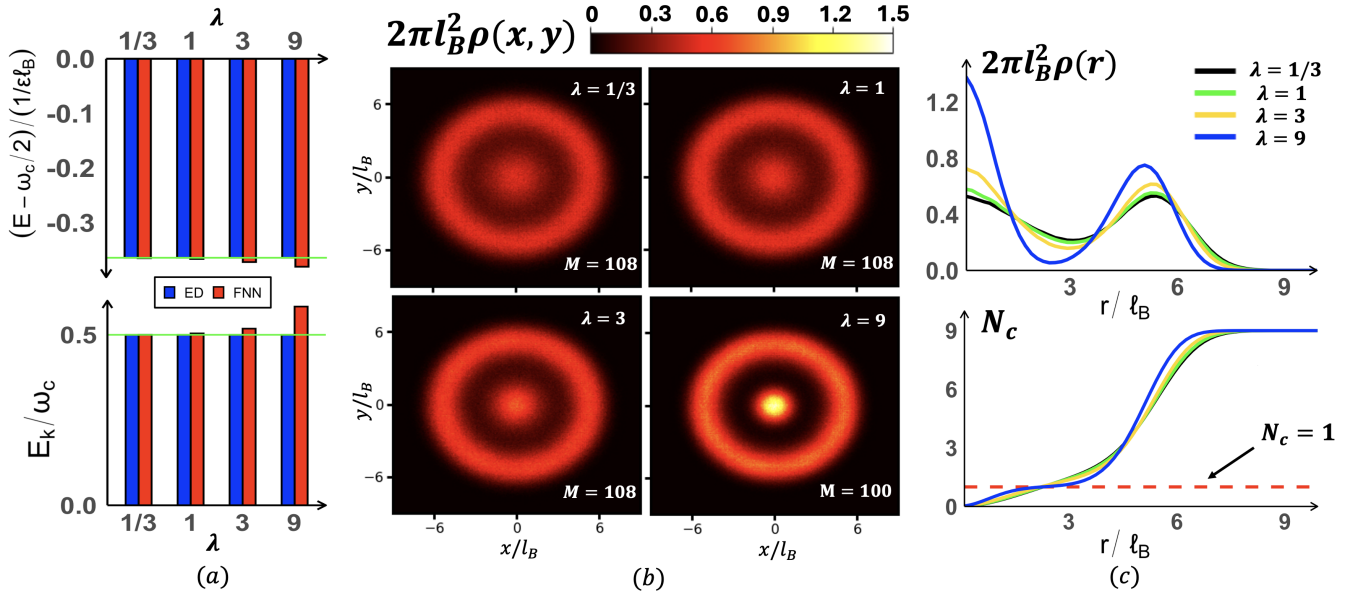 λ
1/3 1 3 9
(E − ω_c/2)/(1/εℓ_B)
0.0
-0.1
-0.2
-0.3
ED FNN
E_k/ω_c
0.5
0.0
1/3 1 3 9
λ
(a)
2πl_B^2ρ(x, y)
0 0.3 0.6 0.9 1.2 1.5
λ = 1/3
M = 108
λ = 1
M = 108
y/l_B
6
0
−6
λ = 3
M = 108
λ = 9
M = 100
y/l_B
6
0
−6
−6 0 6
x/l_B
−6 0 6
x/l_B
(b)
2πl_B^2ρ(r)
λ = 1/3
λ = 1
λ = 3
λ = 9
1.2
0.8
0.4
0.0
3 6 9
r/ ℓ_B
N_c
9
6
3
0
N_c = 1
3 6 9
r/ ℓ_B
(c)